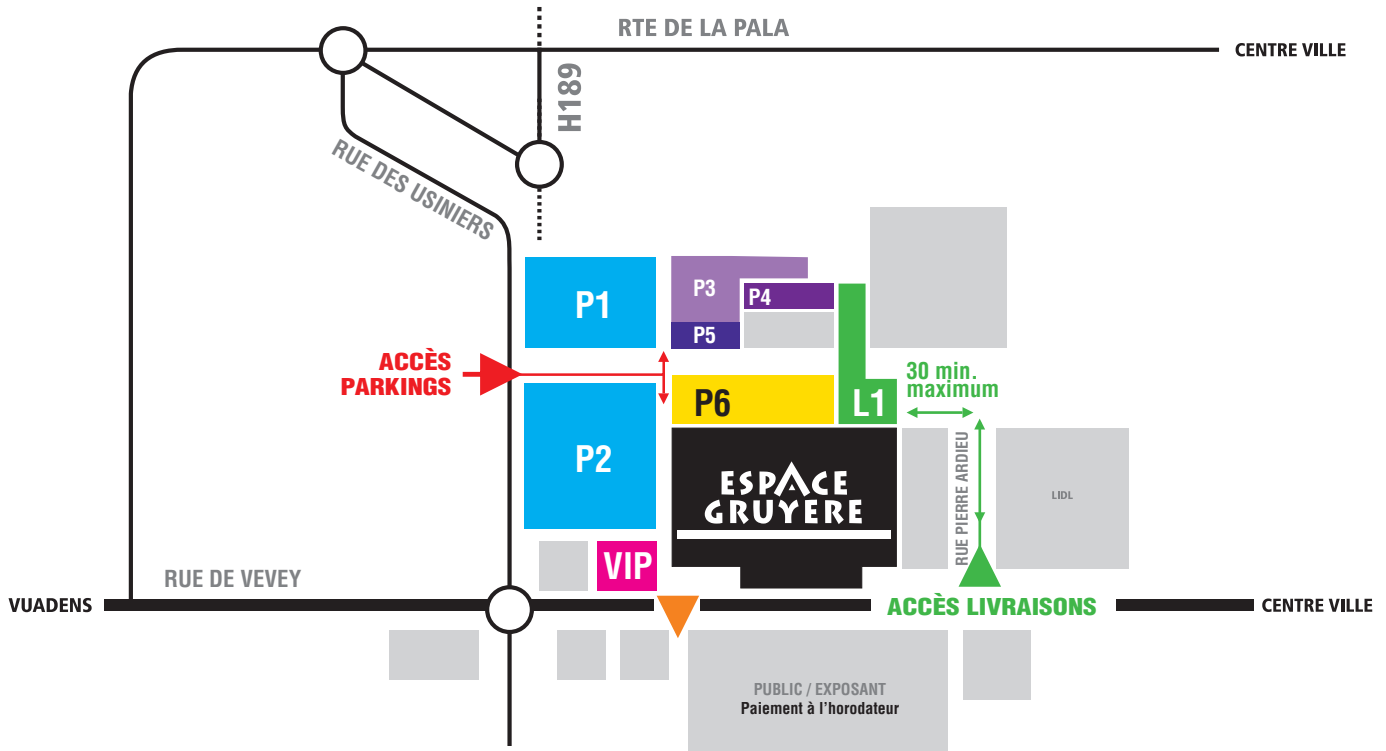 RTE DE LA PALA
CENTRE VILLE
H189
RUE DES USINIERS
P1
P3
P4
P5
ACCÈS
PARKINGS
30 min.
maximum
P6
L1
P2
ESPACE
GRUYERE
RUE PIERRE ARDIEU
LIDL
VIP
RUE DE VEVEY
VUADENS
ACCÈS LIVRAISONS
CENTRE VILLE
PUBLIC / EXPOSANT
Paiement à l'horodateur